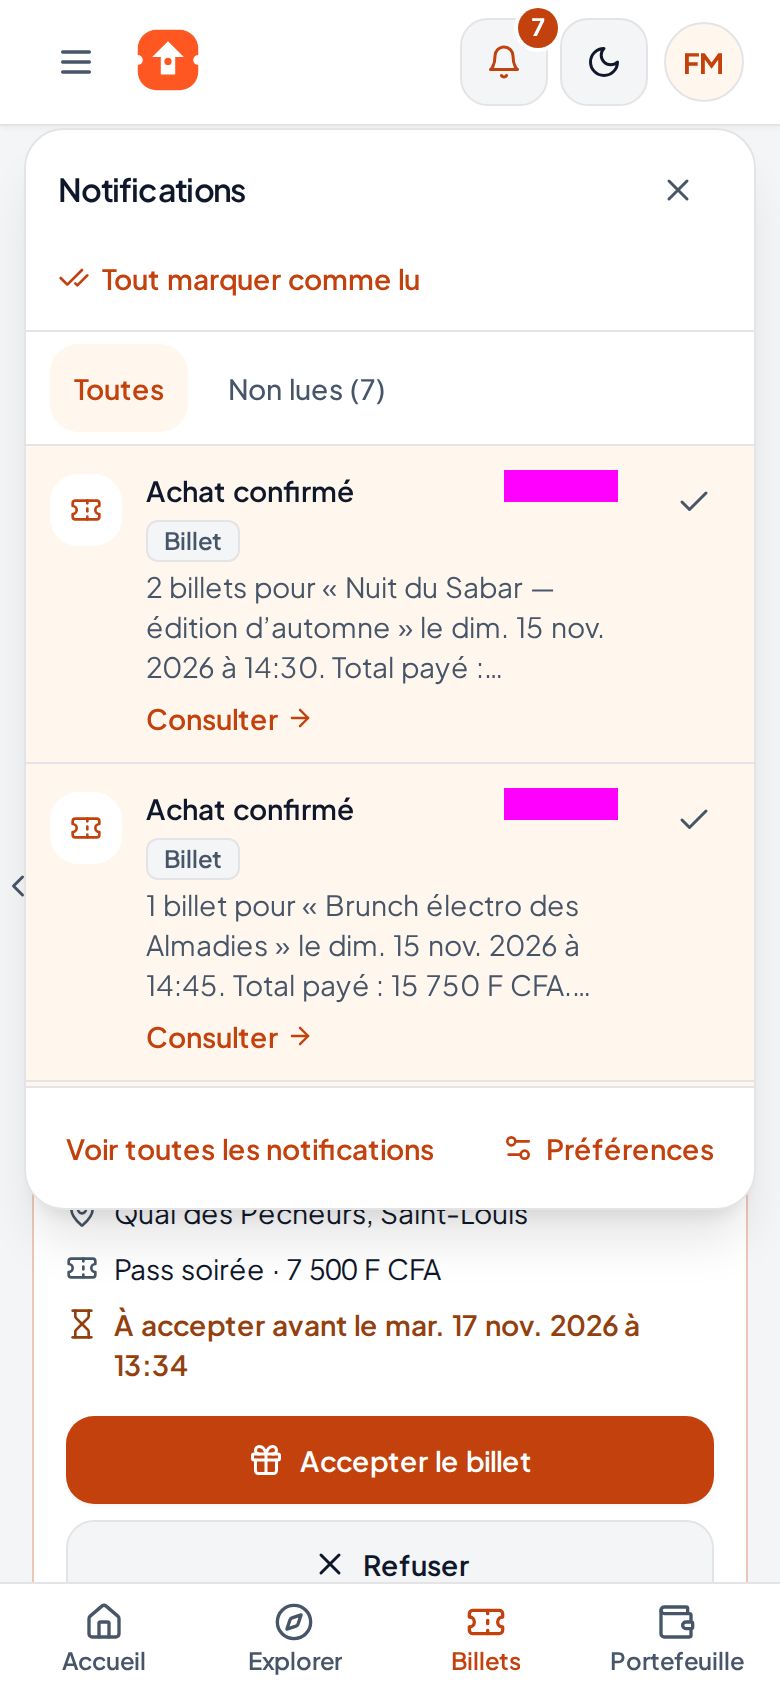 7
FM
Notifications
Tout marquer comme lu
Toutes
Non lues (7)
Achat confirmé
Billet
2 billets pour « Nuit du Sabar —
édition d’automne » le dim. 15 nov.
2026 à 14:30. Total payé :…
Consulter
Achat confirmé
Billet
1 billet pour « Brunch électro des
Almadies » le dim. 15 nov. 2026 à
14:45. Total payé : 15 750 F CFA.…
Consulter
Voir toutes les notifications
Préférences
Quai des Pêcheurs, Saint-Louis
Pass soirée · 7 500 F CFA
À accepter avant le mar. 17 nov. 2026 à
13:34
Accepter le billet
Refuser
Accueil
Explorer
Billets
Portefeuille